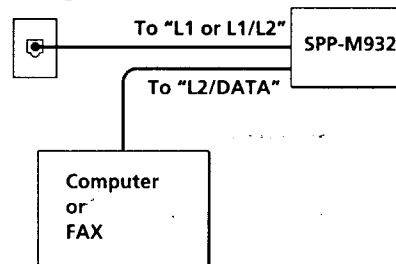 To “L1 or L1/L2”
SPP-M932
To “L2/DATA”
Computer
or
FAX